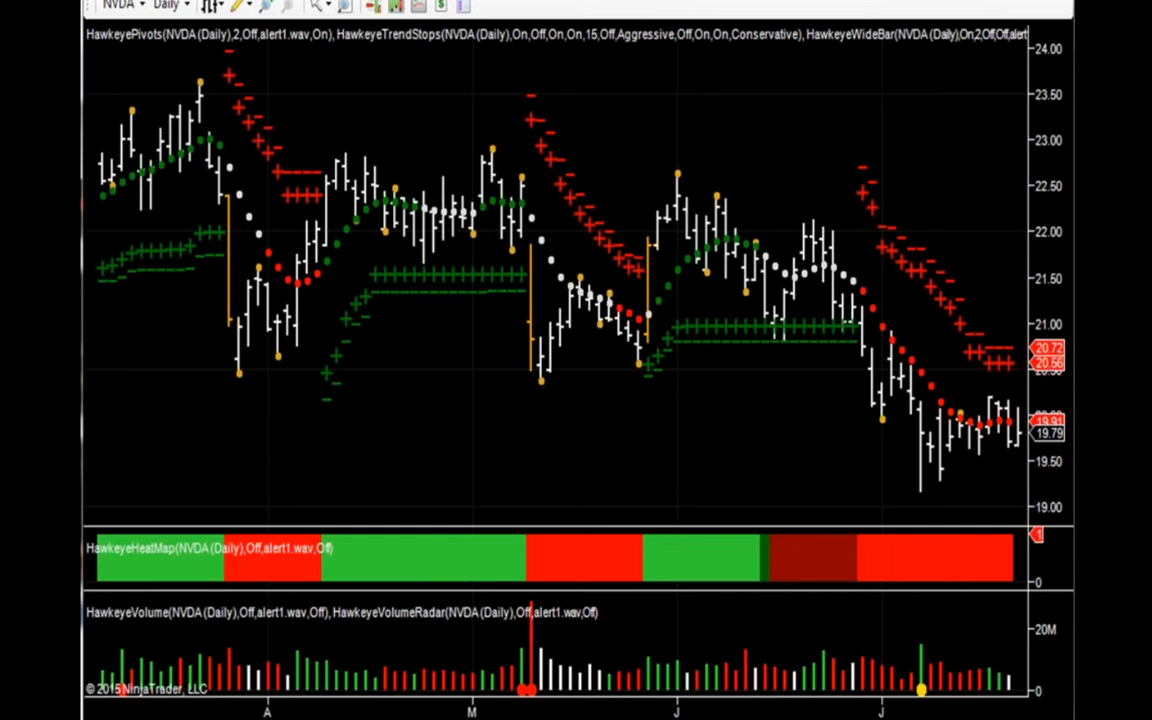 NVDA Daily
HawkeyePivots(NVDA (Daily),2,Off,alert1.wav,On), HawkeyeTrendStops(NVDA (Daily),On,Off,On,On,15,Off,Aggressive,Off,On,On,Conservative), HawkeyeWideBar(NVDA (Daily),On,2,Off,Off,alert
24.00
23.50
23.00
22.50
22.00
21.50
21.00
20.72
20.56
19.91
19.79
19.50
19.00
HawkeyeHeatMap(NVDA (Daily),Off,alert1.wav,Off)
1
0
HawkeyeVolume(NVDA (Daily),Off,alert1.wav,Off), HawkeyeVolumeRadar(NVDA (Daily),Off,alert1.wav,Off)
20M
© 2015 NinjaTrader, LLC
0
A M J J